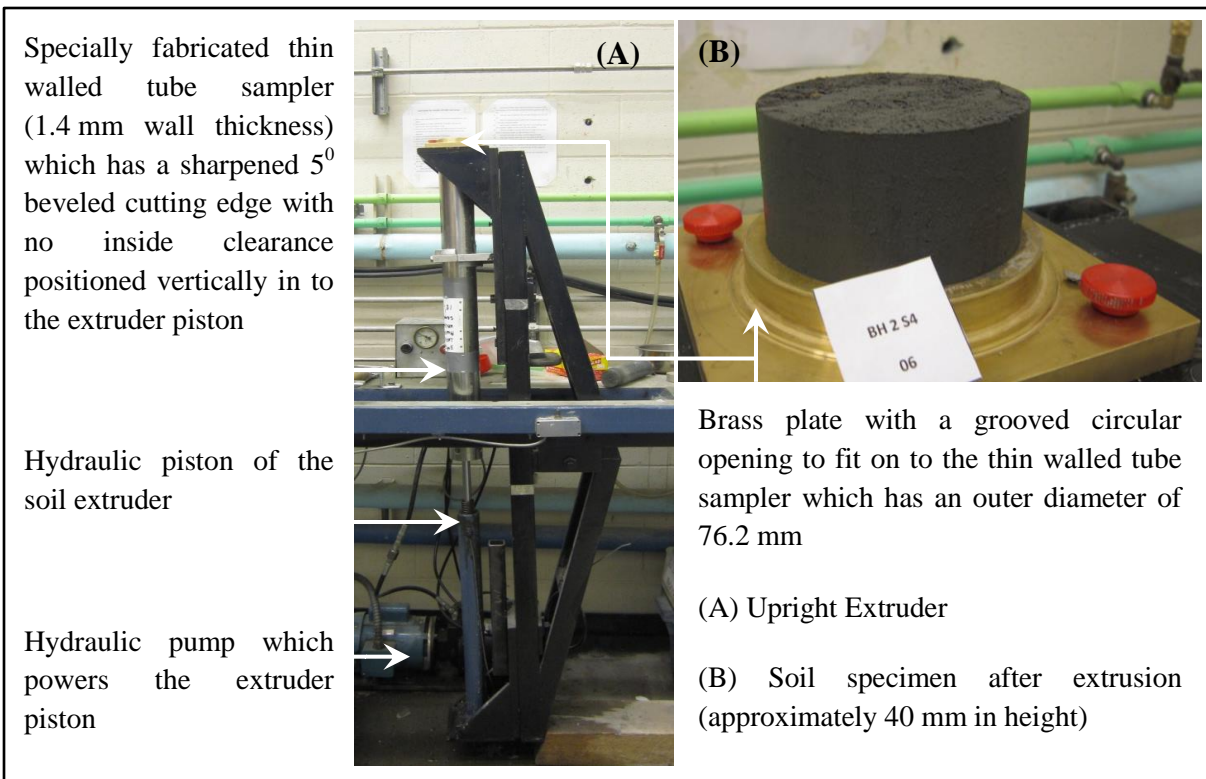 Specially fabricated thin
walled tube sampler
(1.4 mm wall thickness)
which has a sharpened 5⁰
beveled cutting edge with
no inside clearance
positioned vertically in to
the extruder piston
Hydraulic piston of the
soil extruder
Hydraulic pump which
powers the extruder
piston
(A)
(B)
BH 2 S4
06
Brass plate with a grooved circular
opening to fit on to the thin walled tube
sampler which has an outer diameter of
76.2 mm
(A) Upright Extruder
(B) Soil specimen after extrusion
(approximately 40 mm in height)